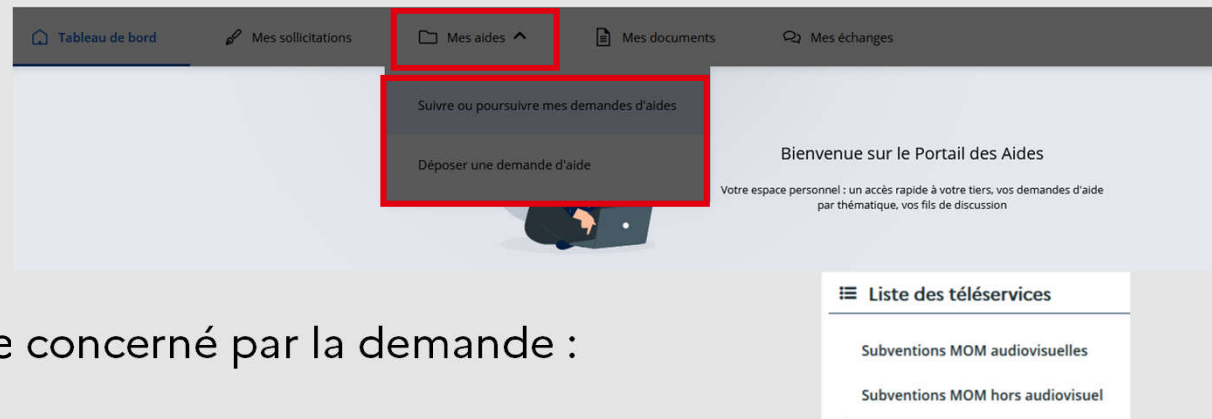 Tableau de bord
Mes sollicitations
Mes aides
Mes documents
Mes échanges
Suivre ou poursuivre mes demandes d'aides
Déposer une demande d'aide
Bienvenue sur le Portail des Aides
Votre espace personnel : un accès rapide à votre tiers, vos demandes d'aide
par thématique, vos fils de discussion
concerné par la demande :
Liste des téléservices
Subventions MOM audiovisuelles
Subventions MOM hors audiovisuel